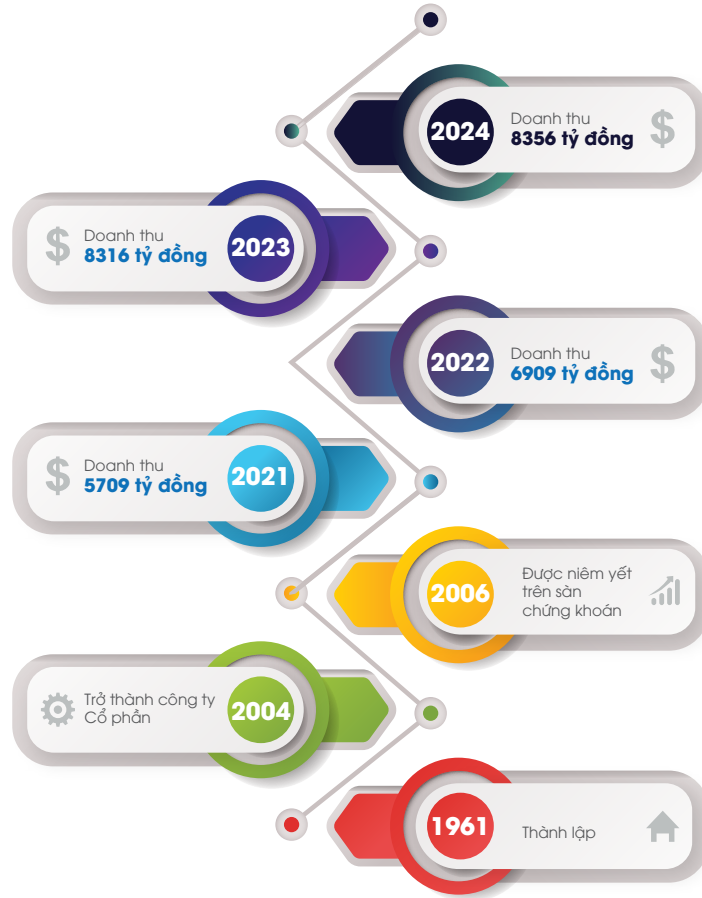 2024
Doanh thu
8356 tỷ đồng
$
$
Doanh thu
8316 tỷ đồng
2023
2022
Doanh thu
6909 tỷ đồng
$
$
Doanh thu
5709 tỷ đồng
2021
2006
Được niêm yết
trên sàn
chứng khoán
Trở thành công ty
Cổ phần
2004
1961
Thành lập